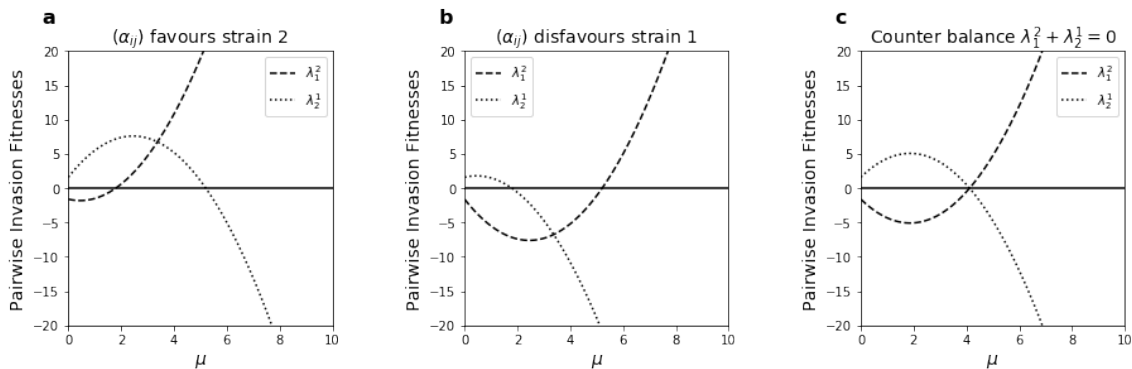 a
(α_{ij}) favours strain 2
20
15
10
5
0
−5
−10
−15
−20
Pairwise Invasion Fitnesses
λ_1^2
λ_2^1
0 2 4 6 8 10
μ
b
(α_{ij}) disfavours strain 1
20
15
10
5
0
−5
−10
−15
−20
Pairwise Invasion Fitnesses
λ_1^2
λ_2^1
0 2 4 6 8 10
μ
c
Counter balance λ_1^2 + λ_2^1 = 0
20
15
10
5
0
−5
−10
−15
−20
Pairwise Invasion Fitnesses
λ_1^2
λ_2^1
0 2 4 6 8 10
μ